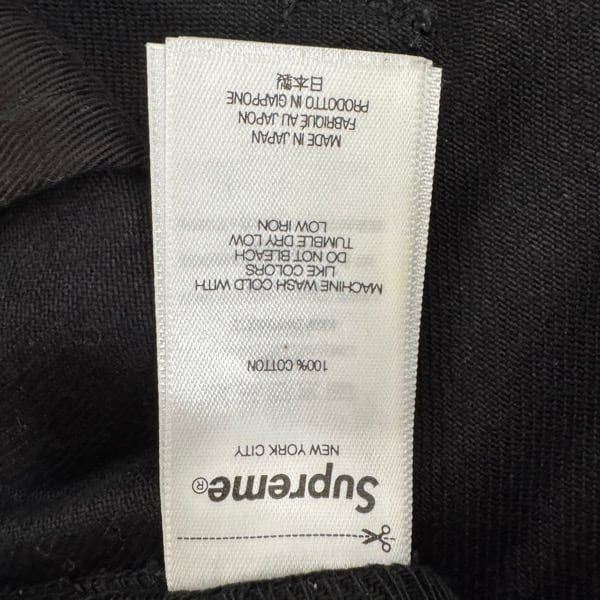 Supreme®
NEW YORK CITY
100% COTTON
MACHINE WASH COLD WITH
LIKE COLORS
DO NOT BLEACH
TUMBLE DRY LOW
LOW IRON
MADE IN JAPAN
FABRIQUÉ AU JAPON
PRODOTTO IN GIAPPONE
日本製